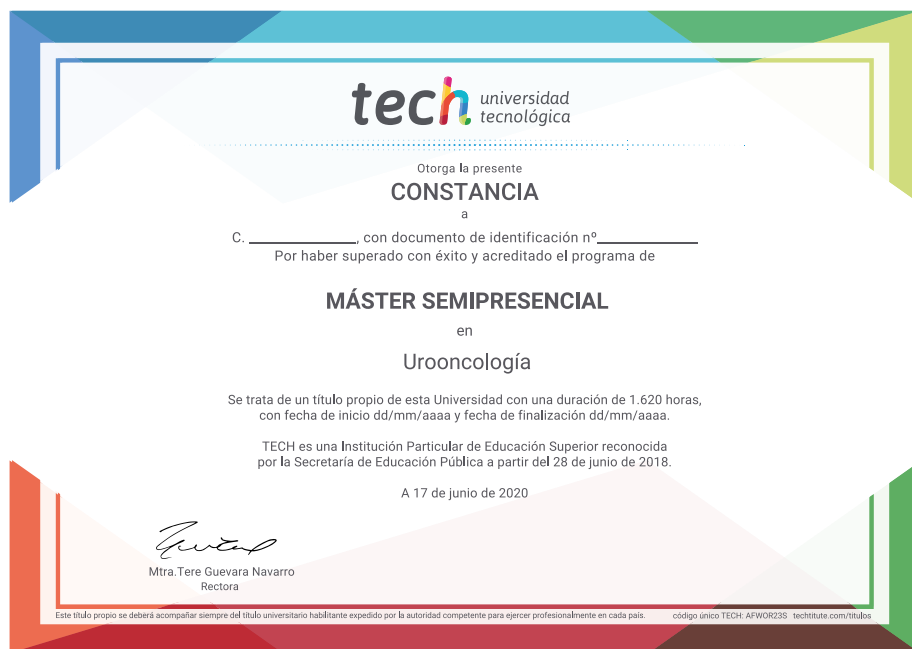 tech universidad
tecnológica
Otorga la presente
CONSTANCIA
a
C. ____________, con documento de identificación nº____________
Por haber superado con éxito y acreditado el programa de
MÁSTER SEMIPRESENCIAL
en
Urooncología
Se trata de un título propio de esta Universidad con una duración de 1.620 horas,
con fecha de inicio dd/mm/aaaa y fecha de finalización dd/mm/aaaa.
TECH es una Institución Particular de Educación Superior reconocida
por la Secretaría de Educación Pública a partir del 28 de junio de 2018.
A 17 de junio de 2020
Mtra.Tere Guevara Navarro
Rectora
Este título propio se deberá acompañar siempre del título universitario habilitante expedido por la autoridad competente para ejercer profesionalmente en cada país. código único TECH: AFWOR23S techtitute.com/titulos